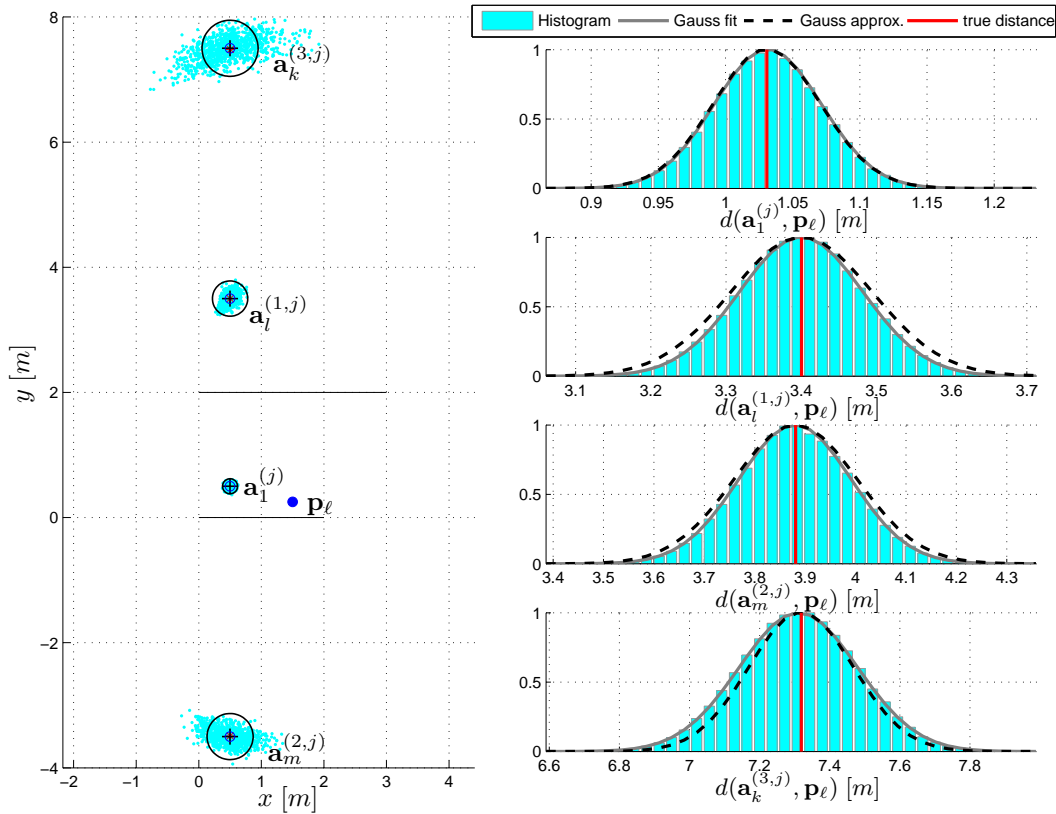 Histogram Gauss fit Gauss approx. true distance
8
6
4
2
0
−2
−4
y [m]
−2 −1 0 1 2 3 4
x [m]
a_k^{(3,j)}
a_l^{(1,j)}
a_1^{(j)}
p_ℓ
a_m^{(2,j)}
1
0.5
0
0.9 0.95 1 1.05 1.1 1.15 1.2
d(a_1^{(j)}, p_ℓ) [m]
1
0.5
0
3.1 3.2 3.3 3.4 3.5 3.6 3.7
d(a_l^{(1,j)}, p_ℓ) [m]
1
0.5
0
3.4 3.5 3.6 3.7 3.8 3.9 4 4.1 4.2 4.3
d(a_m^{(2,j)}, p_ℓ) [m]
1
0.5
0
6.6 6.8 7 7.2 7.4 7.6 7.8
d(a_k^{(3,j)}, p_ℓ) [m]